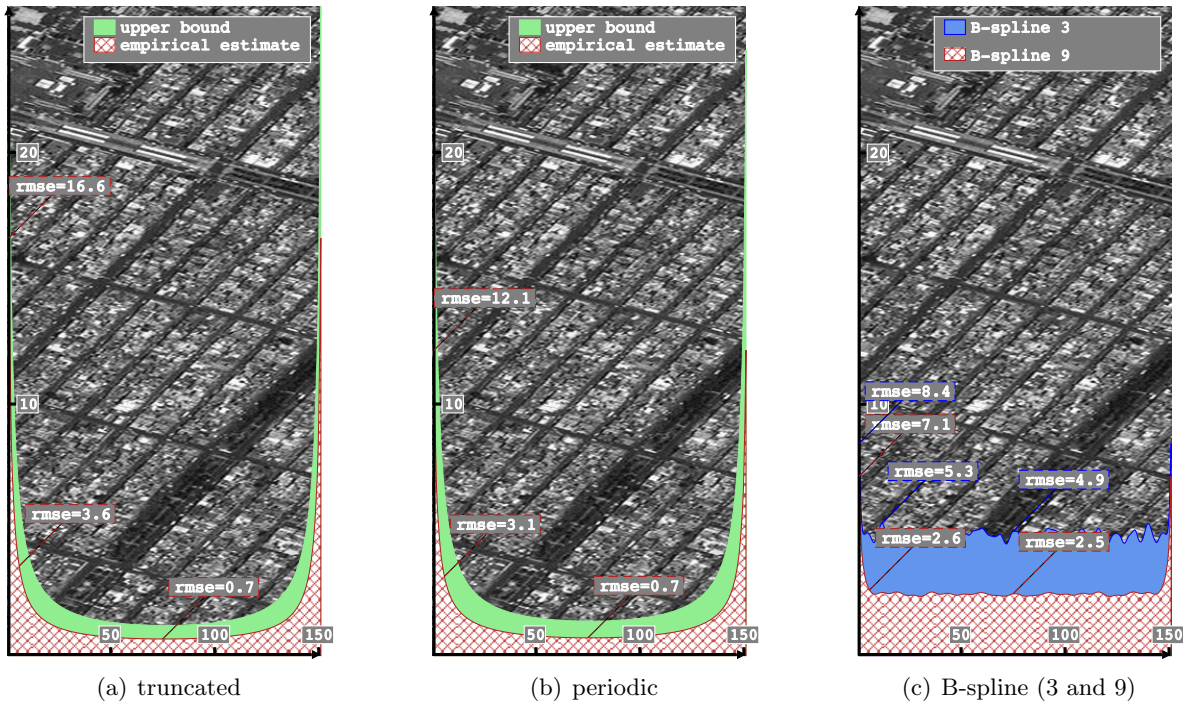 upper bound
empirical estimate
20
rmse=16.6
10
rmse=3.6
rmse=0.7
50
100
150
(a) truncated
upper bound
empirical estimate
20
rmse=12.1
10
rmse=3.1
rmse=0.7
50
100
150
(b) periodic
B-spline 3
B-spline 9
20
rmse=8.4
10
rmse=7.1
rmse=5.3
rmse=4.9
rmse=2.6
rmse=2.5
50
100
150
(c) B-spline (3 and 9)